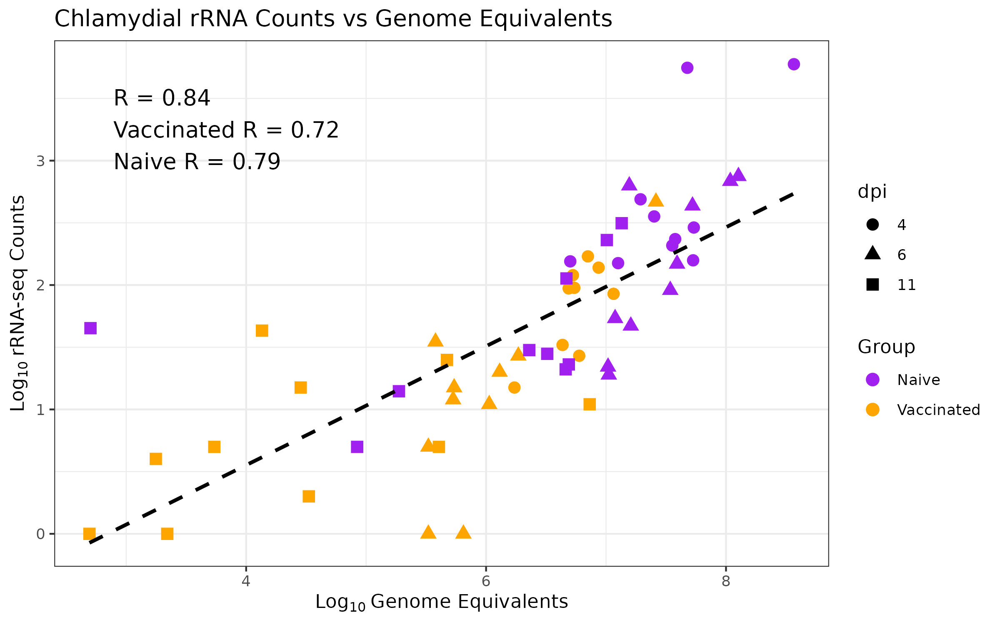 Chlamydial rRNA Counts vs Genome Equivalents
R = 0.84
Vaccinated R = 0.72
Naive R = 0.79
Log10 rRNA-seq Counts
3
2
1
0
4
6
8
Log10 Genome Equivalents
dpi
4
6
11
Group
Naive
Vaccinated